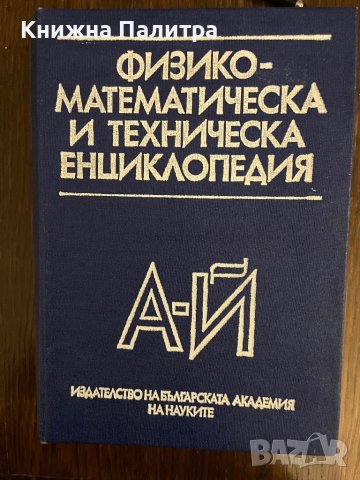 Книжна Палитра
ФИЗИКО-
МАТЕМАТИЧЕСКА
И ТЕХНИЧЕСКА
ЕНЦИКЛОПЕДИЯ
А-Й
ИЗДАТЕЛСТВО НА БЪЛГАРСКАТА АКАДЕМИЯ
НА НАУКИТЕ
BAZAR